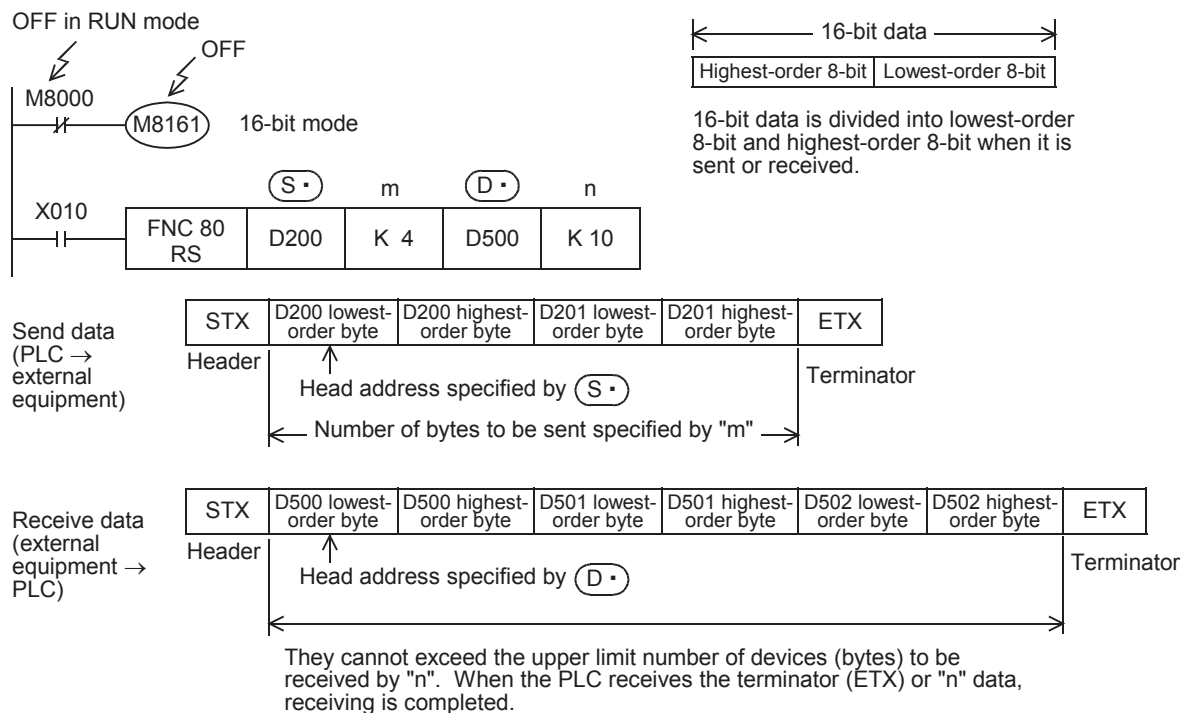 OFF in RUN mode
OFF
M8000
M8161
16-bit mode
16-bit data
Highest-order 8-bit
Lowest-order 8-bit
16-bit data is divided into lowest-order
8-bit and highest-order 8-bit when it is
sent or received.
S· m D· n
X010
FNC 80
RS
D200 K 4 D500 K 10
Send data
(PLC →
external
equipment)
STX
D200 lowest-
order byte
D200 highest-
order byte
D201 lowest-
order byte
D201 highest-
order byte
ETX
Header
Head address specified by S·
Terminator
Number of bytes to be sent specified by "m"
Receive data
(external
equipment →
PLC)
STX
D500 lowest-
order byte
D500 highest-
order byte
D501 lowest-
order byte
D501 highest-
order byte
D502 lowest-
order byte
D502 highest-
order byte
ETX
Header
Head address specified by D·
Terminator
They cannot exceed the upper limit number of devices (bytes) to be
received by "n". When the PLC receives the terminator (ETX) or "n" data,
receiving is completed.